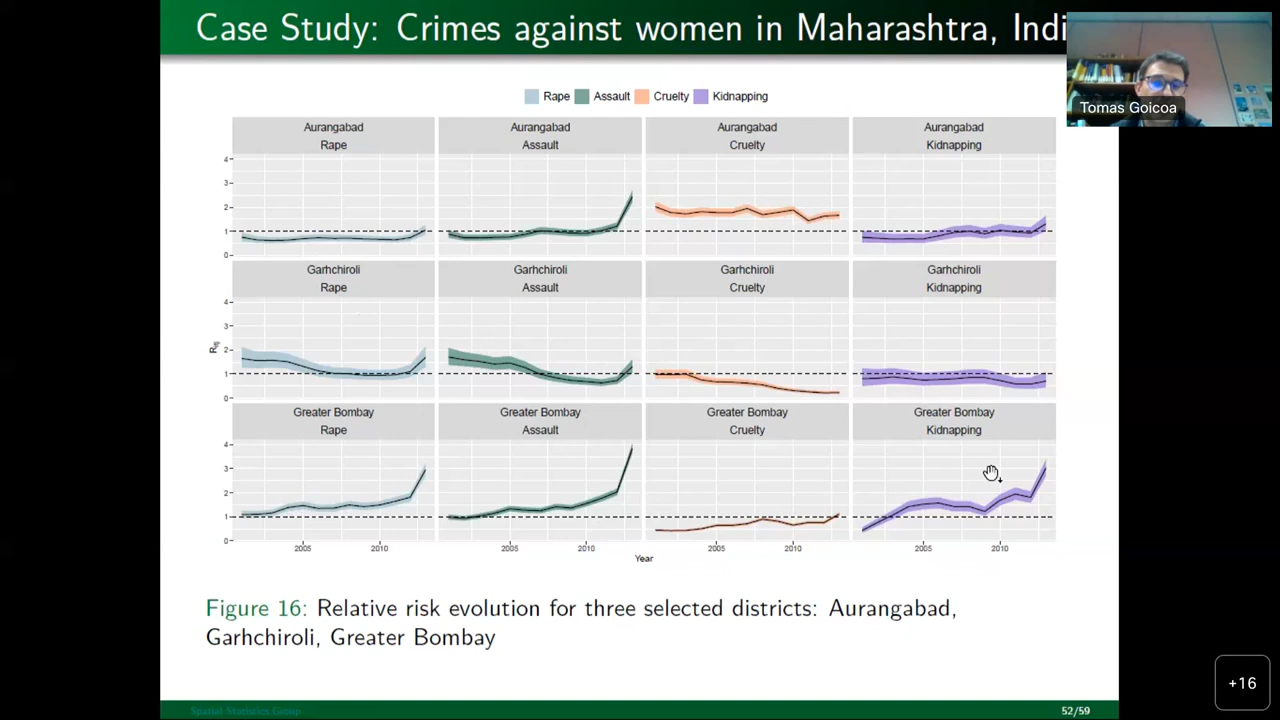 Case Study: Crimes against women in Maharashtra, Indi
Tomas Goicoa
Rape Assault Cruelty Kidnapping
Aurangabad Aurangabad Aurangabad Aurangabad
Rape Assault Cruelty Kidnapping
4
3
2
1
0
Garhchiroli Garhchiroli Garhchiroli Garhchiroli
Rape Assault Cruelty Kidnapping
4
3
2
1
0
Greater Bombay Greater Bombay Greater Bombay Greater Bombay
Rape Assault Cruelty Kidnapping
4
3
2
1
0
2005 2010 2005 2010 2005 2010 2005 2010
Year
Figure 16: Relative risk evolution for three selected districts: Aurangabad,
Garhchiroli, Greater Bombay
+16
Spatial Statistics Group
52/59